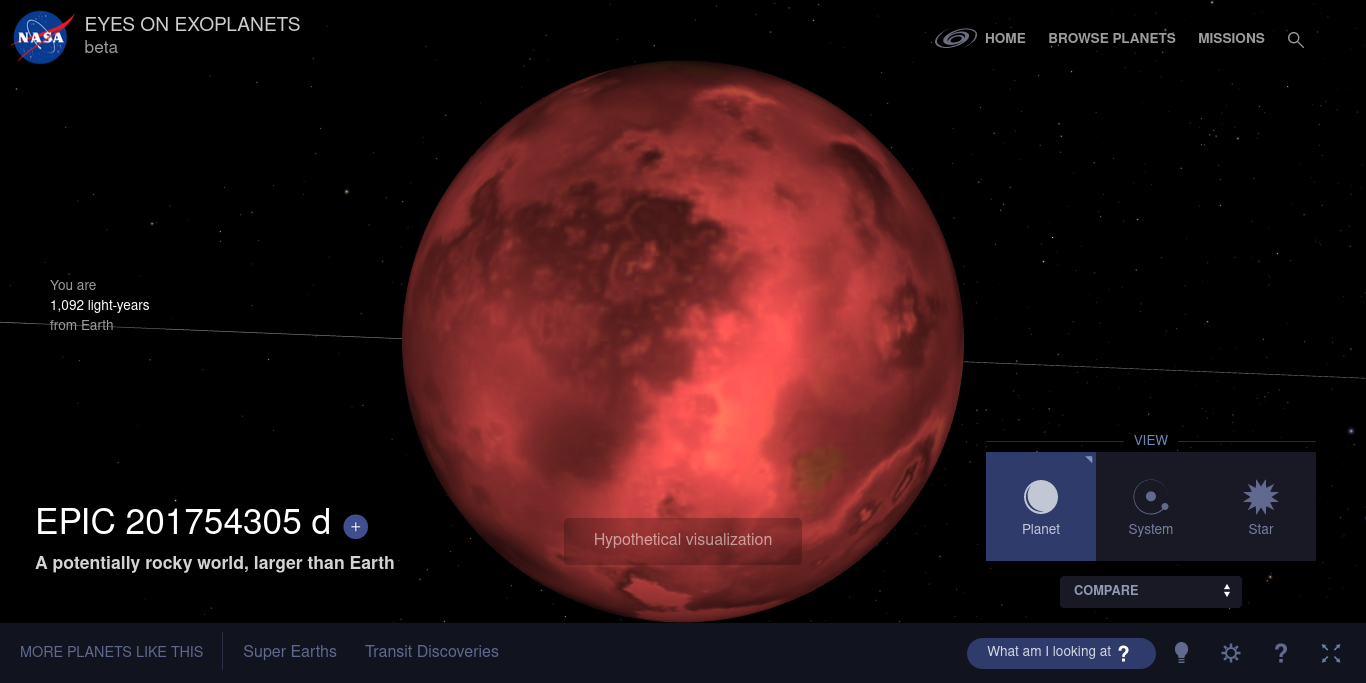 NASA
EYES ON EXOPLANETS
beta
HOME
BROWSE PLANETS
MISSIONS
You are
1,092 light-years
from Earth
EPIC 201754305 d +
A potentially rocky world, larger than Earth
Hypothetical visualization
VIEW
Planet
System
Star
COMPARE
MORE PLANETS LIKE THIS
Super Earths
Transit Discoveries
What am I looking at ?
?